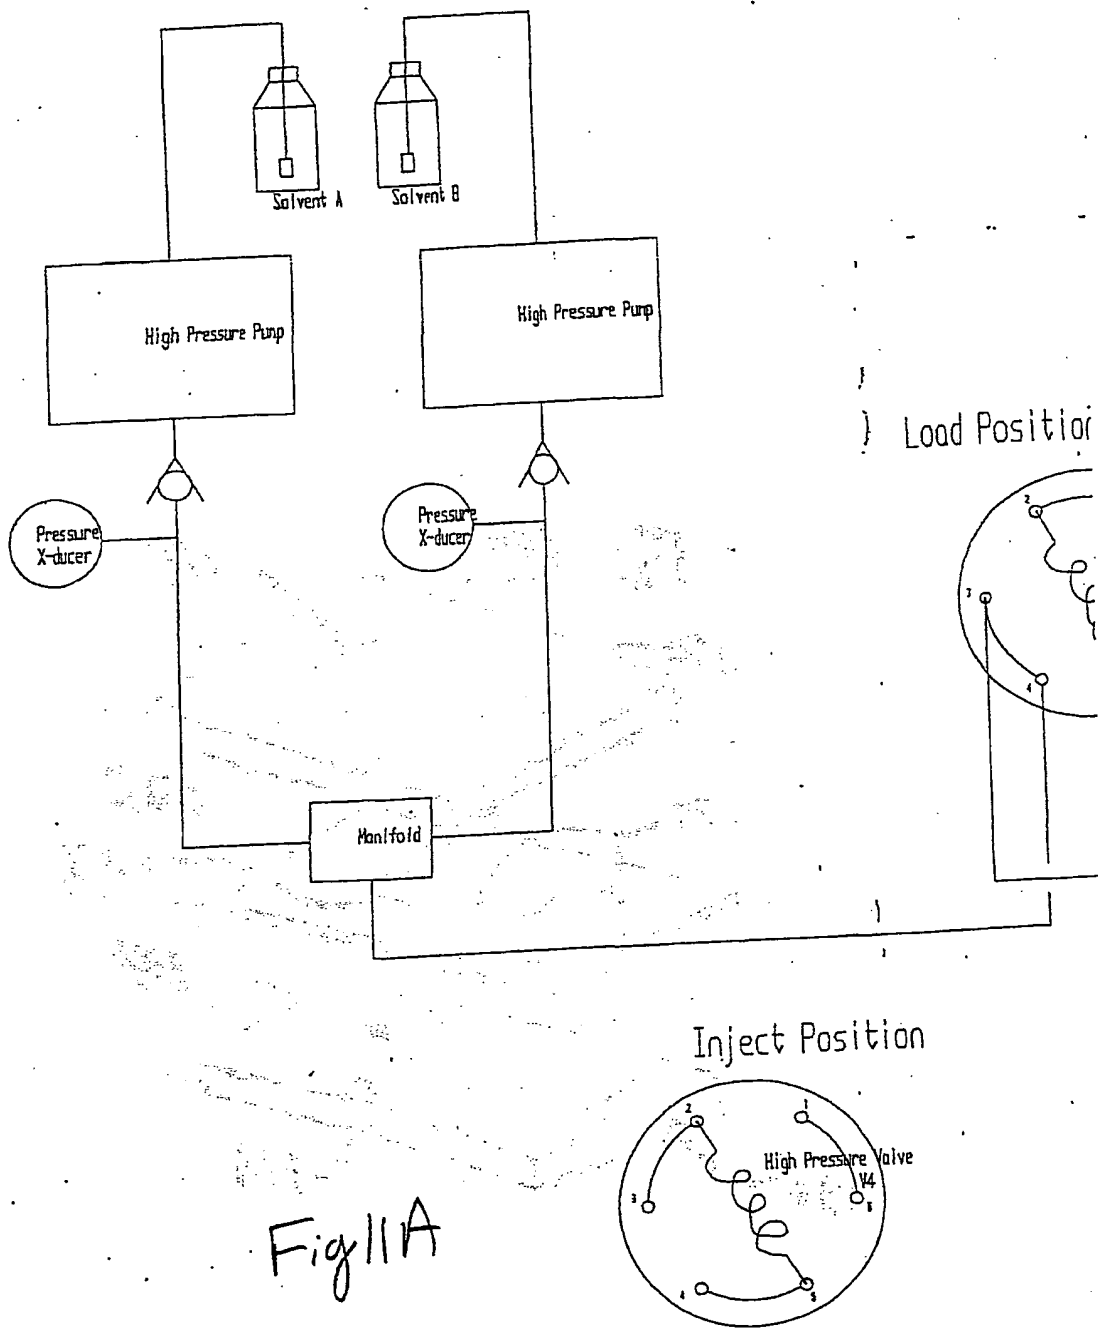 Solvent A
Solvent B
High Pressure Pump
High Pressure Pump
Load Position
Pressure
X-ducer
Pressure
X-ducer
2
3
4
Manifold
Inject Position
2
1
High Pressure Valve
V4
3
6
4
5
Fig 11A